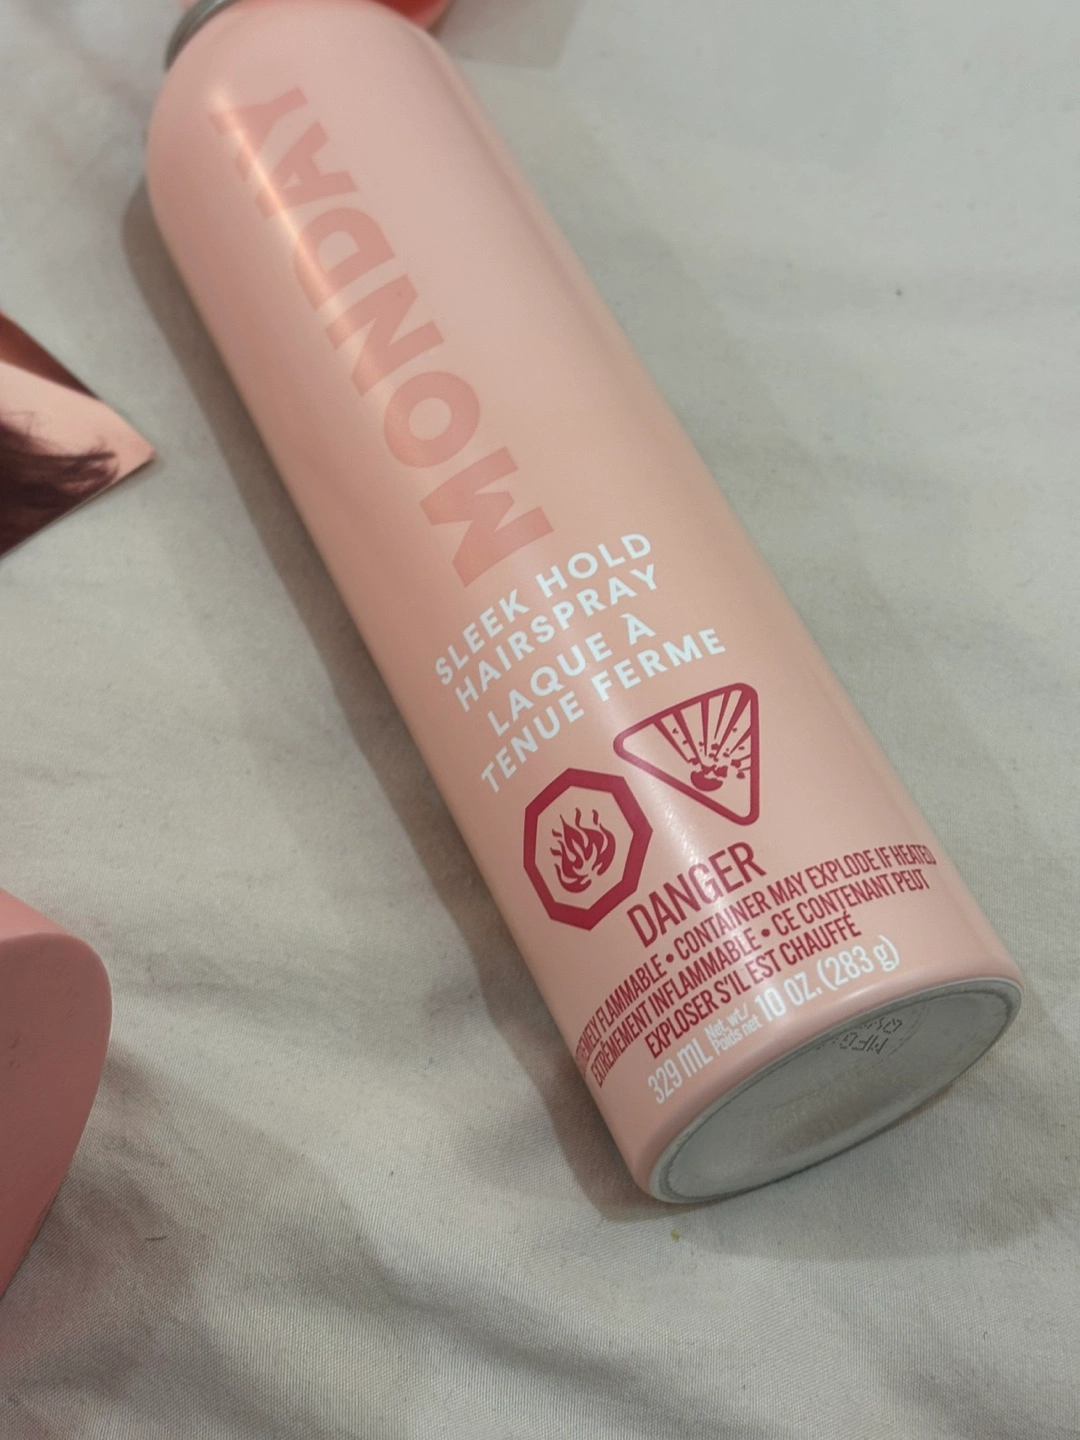 MONDAY
SLEEK HOLD
HAIRSPRAY
LAQUE À
TENUE FERME
DANGER
FLAMMABLE • CONTAINER MAY EXPLODE IF HEATED
EXTRÊMEMENT INFLAMMABLE • CE CONTENANT PEUT
EXPLOSER S'IL EST CHAUFFÉ
329 mL Net. wt/ Poids net 10 OZ. (283 g)
MFG